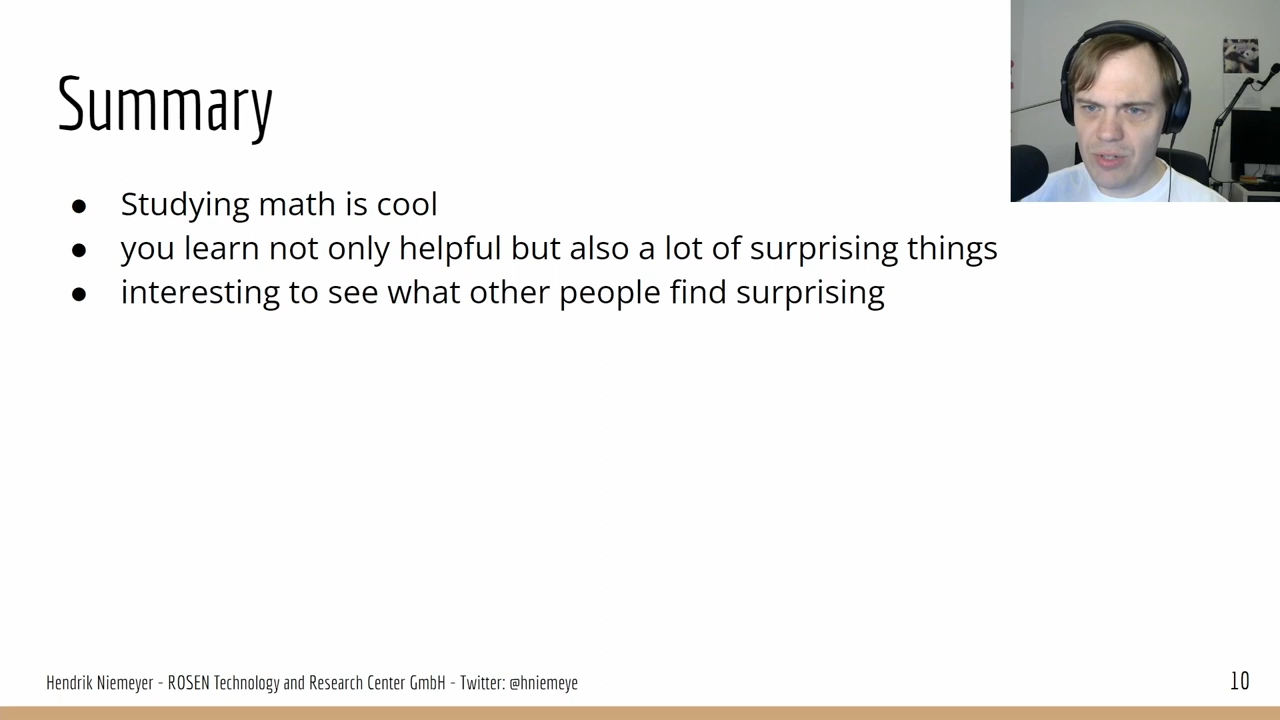 Summary
● Studying math is cool
● you learn not only helpful but also a lot of surprising things
● interesting to see what other people find surprising
Hendrik Niemeyer - ROSEN Technology and Research Center GmbH - Twitter: @hniemeye
10